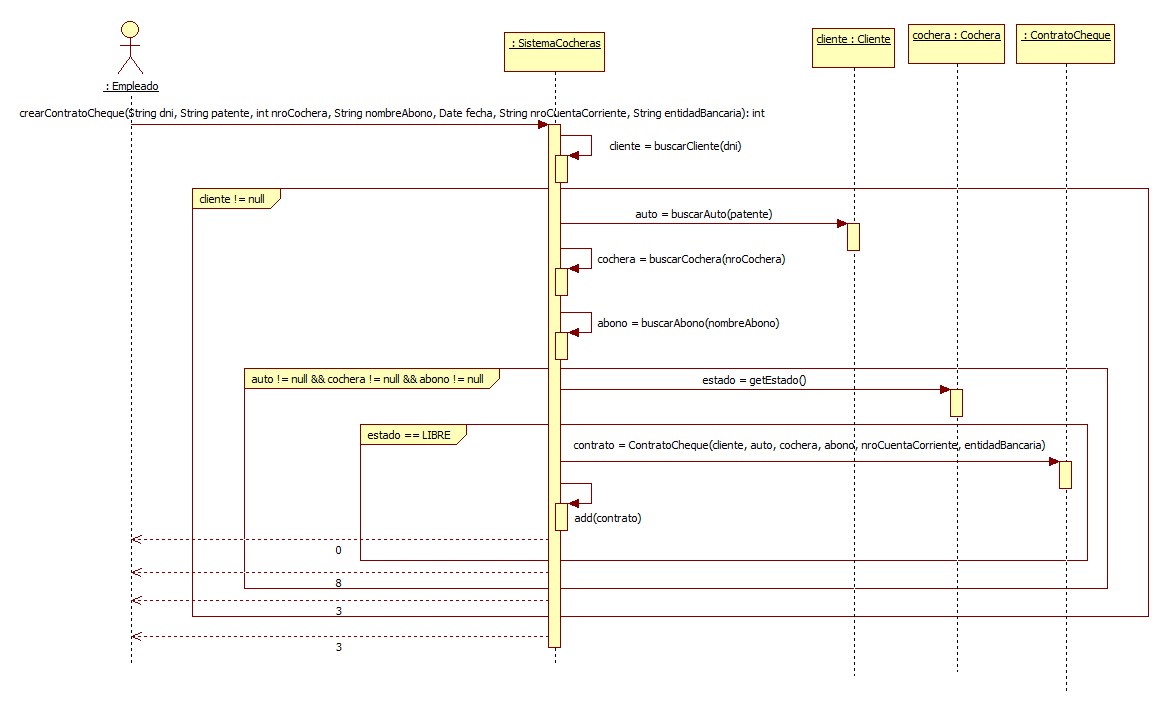 : SistemaCocheras
cliente : Cliente
cochera : Cochera
: ContratoCheque
: Empleado
crearContratoCheque(String dni, String patente, int nroCochera, String nombreAbono, Date fecha, String nroCuentaCorriente, String entidadBancaria): int
cliente = buscarCliente(dni)
cliente != null
auto = buscarAuto(patente)
cochera = buscarCochera(nroCochera)
abono = buscarAbono(nombreAbono)
auto != null && cochera != null && abono != null
estado = getEstado()
estado == LIBRE
contrato = ContratoCheque(cliente, auto, cochera, abono, nroCuentaCorriente, entidadBancaria)
add(contrato)
0
8
3
3